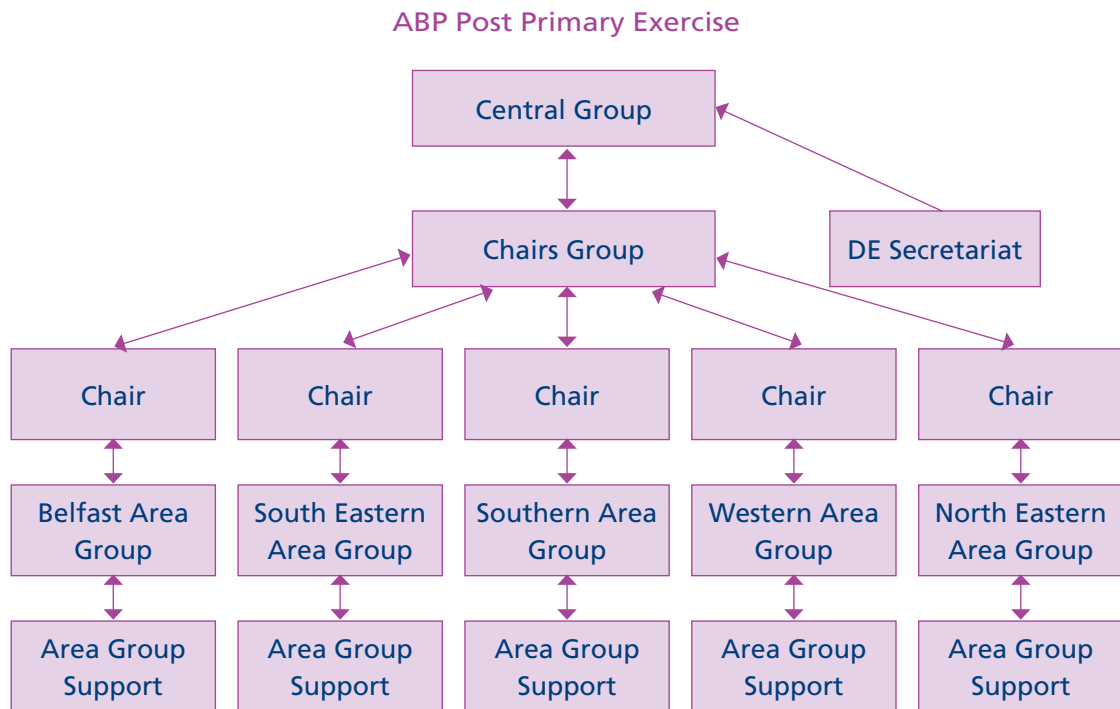 ABP Post Primary Exercise
Central Group
Chairs Group
DE Secretariat
Chair
Chair
Chair
Chair
Chair
Belfast Area
Group
South Eastern
Area Group
Southern Area
Group
Western Area
Group
North Eastern
Area Group
Area Group
Support
Area Group
Support
Area Group
Support
Area Group
Support
Area Group
Support